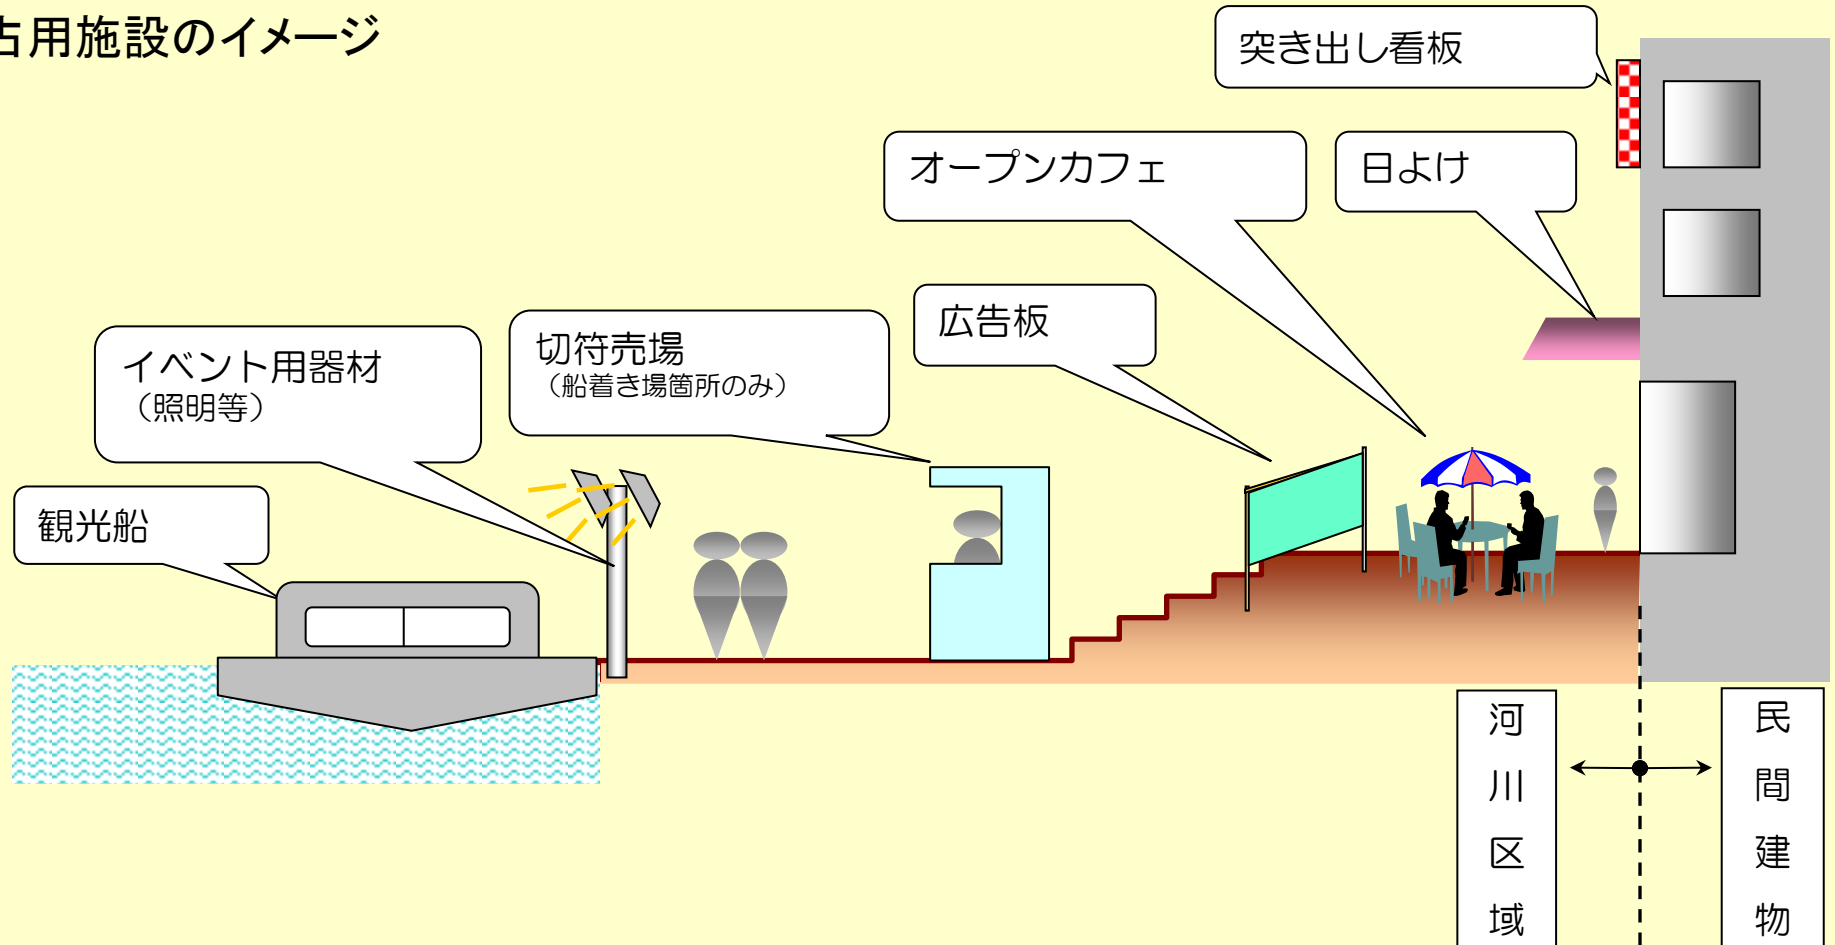 占用施設のイメージ
突き出し看板
オープンカフェ
日よけ
広告板
切符売場
（船着き場箇所のみ）
イベント用器材
（照明等）
観光船
河川区域
民間建物